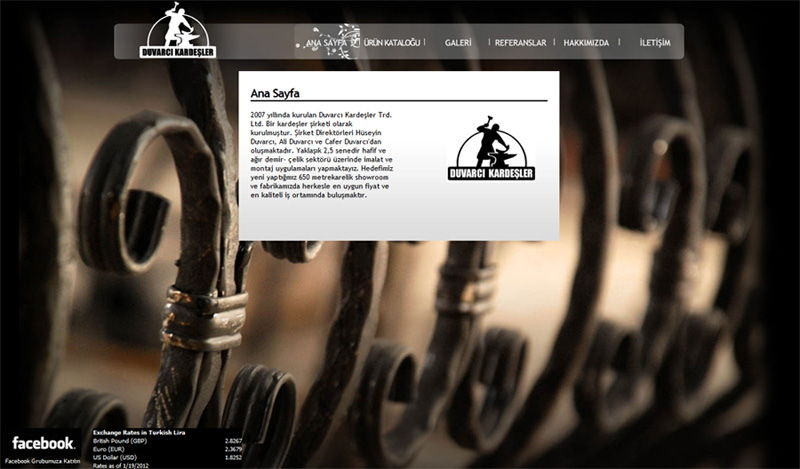 DUVARCI KARDEŞLER
ANA SAYFA | ÜRÜN KATALOĞU | GALERİ | REFERANSLAR | HAKKIMIZDA | İLETİŞİM
Ana Sayfa
2007 yıllında kurulan Duvarcı Kardeşler Trd.
Ltd. Bir kardeşler şirketi olarak
kurulmuştur. Şirket Direktörleri Hüseyin
Duvarcı, Ali Duvarcı ve Cafer Duvarcı'dan
oluşmaktadır. Yaklaşık 2,5 senedir hafif ve
ağır demir- çelik sektörü üzerinde imalat ve
montaj uygulamaları yapmaktayız. Hedefimiz
yeni yaptığımız 650 metrekarelik showroom
ve fabrikamızda herkesle en uygun fiyat ve
en kaliteli iş ortamında buluşmaktır.
DUVARCI KARDEŞLER
facebook
Facebook Grubumuza Katılın
Exchange Rates in Turkish Lira
British Pound (GBP) 2.8267
Euro (EUR) 2.3679
US Dollar (USD) 1.8252
Rates as of 1/19/2012